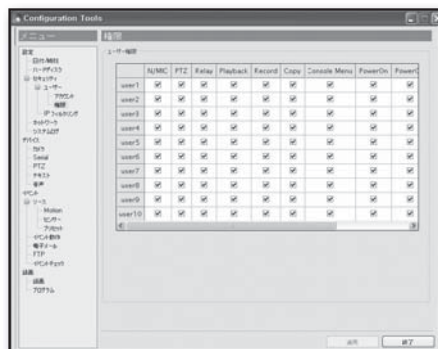 Configuration Tools
メニュー
権限
設定
日付・時刻
ハードディスク
セキュリティ
ユーザー
アカウント
権限
IPフィルタリング
ネットワーク
システムログ
デバイス
カメラ
Serial
PTZ
テキスト
音声
イベント
ソース
Motion
センサー
プリセット
イベント動作
電子メール
FTP
イベントチェック
録画
録画
プログラム
ユーザー権限
N/MIC PTZ Relay Playback Record Copy Console Menu PowerOn
user1
user2
user3
user4
user5
user6
user7
user8
user9
user10
適用
終了